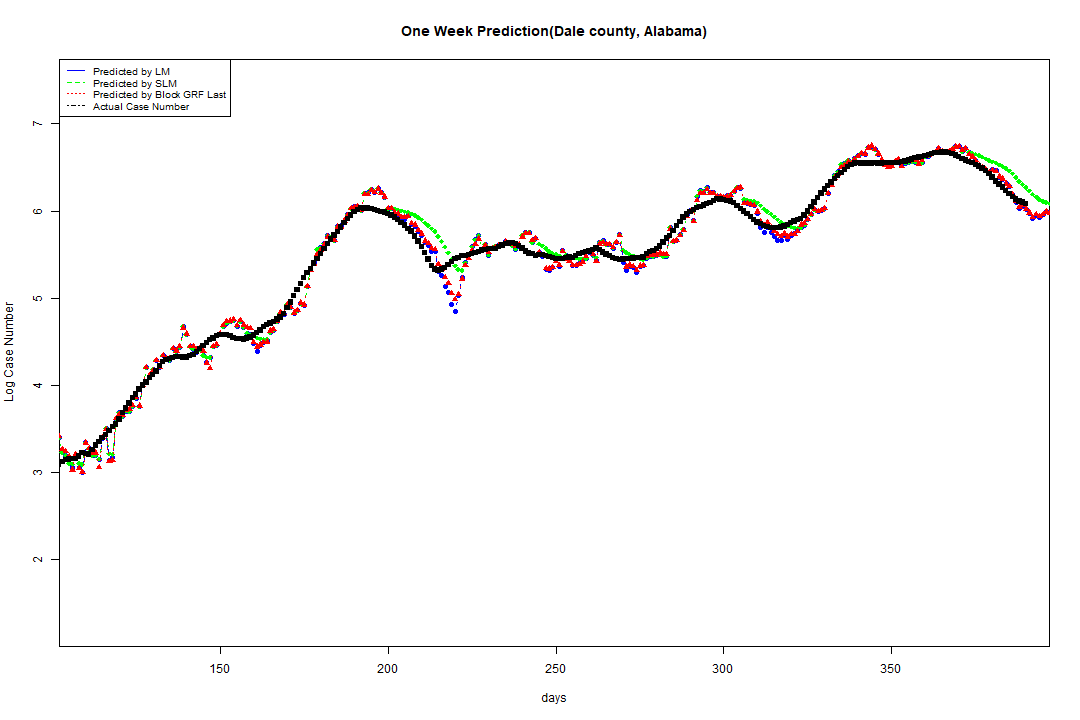 One Week Prediction(Dale county, Alabama)
Predicted by LM
Predicted by SLM
Predicted by Block GRF Last
Actual Case Number
7
6
5
4
3
2
Log Case Number
150 200 250 300 350
days